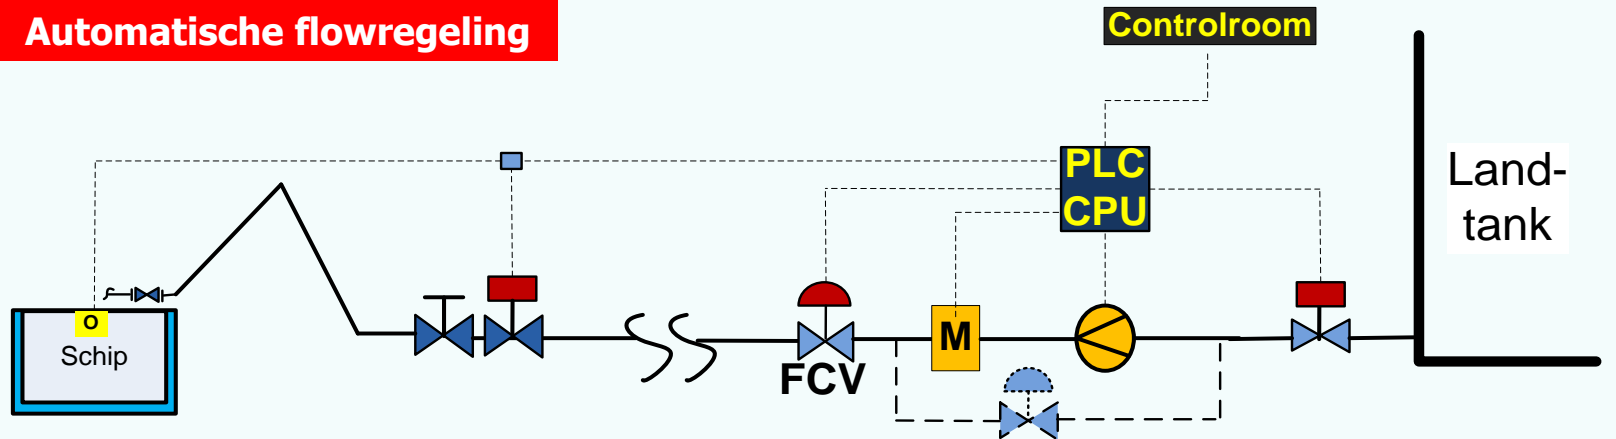 Automatische flowregeling
Controlroom
PLC
CPU
Land-
tank
O
Schip
M
FCV